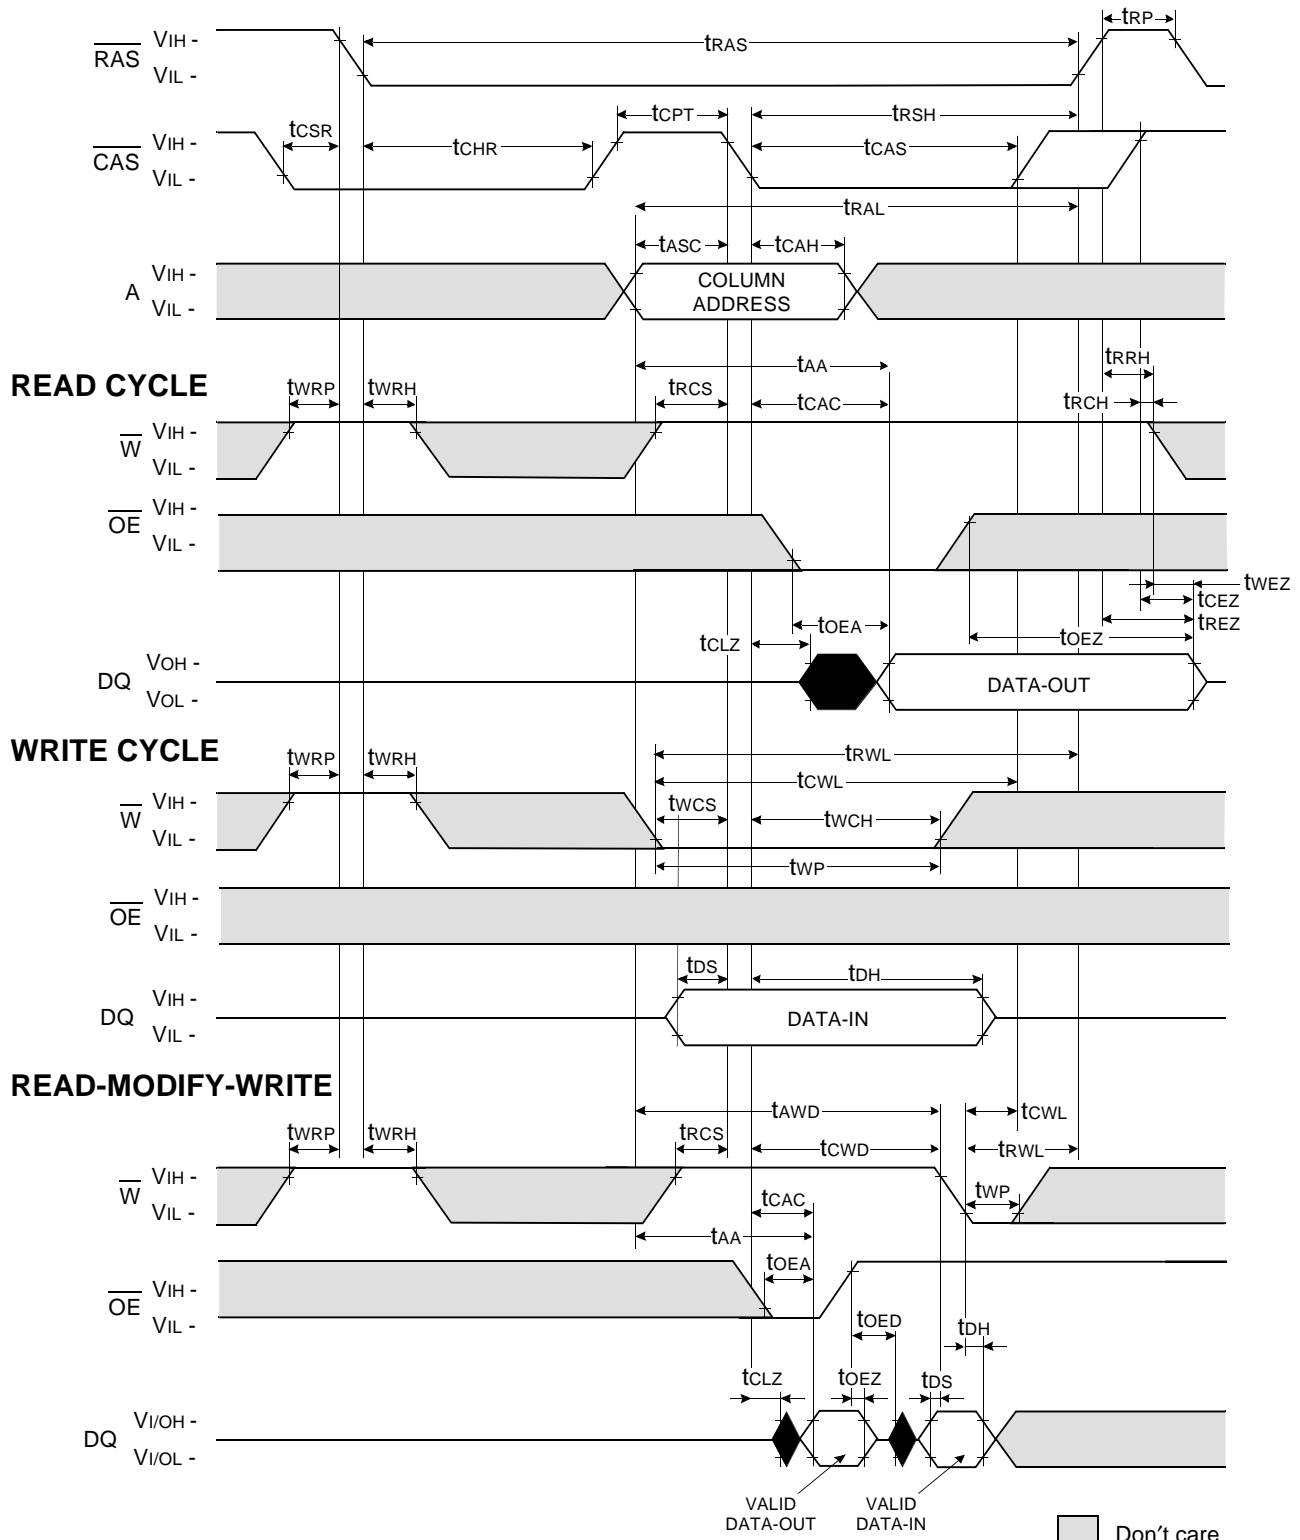 tRP
RAS VIH - tRAS
VIL -
tCPT tRSH
tCSR
CAS VIH - tCHR tCAS
VIL -
tRAL
tASC tCAH
A VIH - COLUMN
VIL - ADDRESS
tAA tRRH
READ CYCLE tWRP tWRH tRCS tCAC tRCH
W VIH -
VIL -
OE VIH -
VIL -
tWEZ
tCEZ
tOEA tREZ
tCLZ tOEZ
DQ VOH - DATA-OUT
VOL -
WRITE CYCLE tWRP tWRH tRWL
tCWL
W VIH - tWCS tWCH
VIL -
tWP
OE VIH -
VIL -
tDS tDH
DQ VIH - DATA-IN
VIL -
READ-MODIFY-WRITE
tAWD tCWL
tWRP tWRH tRCS tCWD tRWL
W VIH - tWP
VIL - tCAC
tAA
tOEA
OE VIH -
VIL - tOED tDH
tCLZ tOEZ tDS
DQ VI/OH -
VI/OL -
VALID VALID
DATA-OUT DATA-IN
Don′t care